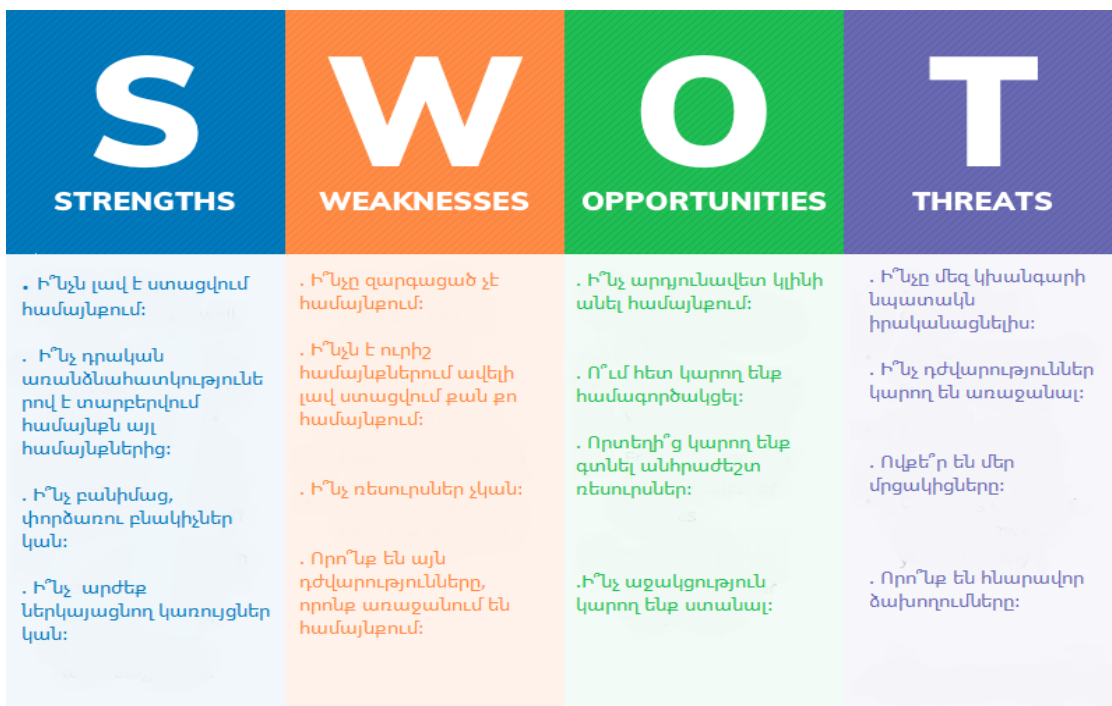 S
STRENGTHS
. Ի՞նչն լավ է ստացվում
համայնքում:
. Ի՞նչ դրական
առանձնահատկությունե
րով է տարբերվում
համայնքն այլ
համայնքներից:
. Ի՞նչ բանիմաց,
փորձառու բնակիչներ
կան:
. Ի՞նչ արժեք
ներկայացնող կառույցներ
կան:
W
WEAKNESSES
. Ի՞նչը զարգացած չէ
համայնքում:
. Ի՞նչն է ուրիշ
համայնքներում ավելի
լավ ստացվում քան քո
համայնքում:
. Ի՞նչ ռեսուրսներ չկան:
. Որո՞նք են այն
դժվարությունները,
որոնք առաջանում են
համայնքում:
O
OPPORTUNITIES
. Ի՞նչ արդյունավետ կլինի
անել համայնքում:
. Ո՞ւմ հետ կարող ենք
համագործակցել:
. Որտեղի՞ց կարող ենք
գտնել անհրաժեշտ
ռեսուրսներ:
.Ի՞նչ աջակցություն
կարող ենք ստանալ:
T
THREATS
. Ի՞նչը մեզ կխանգարի
նպատակն
իրականացնելիս:
. Ի՞նչ դժվարություններ
կարող են առաջանալ:
. Ովքե՞ր են մեր
մրցակիցները:
. Որո՞նք են հնարավոր
ձախողումները: